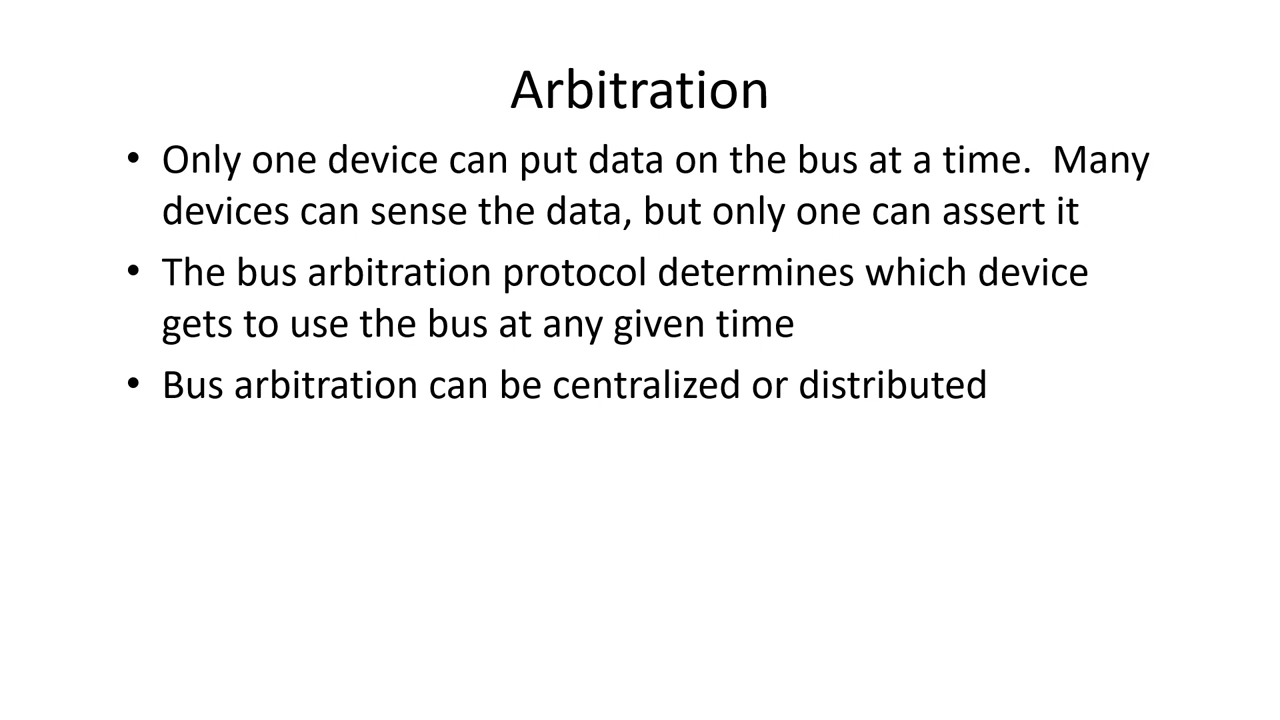 Arbitration
• Only one device can put data on the bus at a time.  Many
devices can sense the data, but only one can assert it
• The bus arbitration protocol determines which device
gets to use the bus at any given time
• Bus arbitration can be centralized or distributed